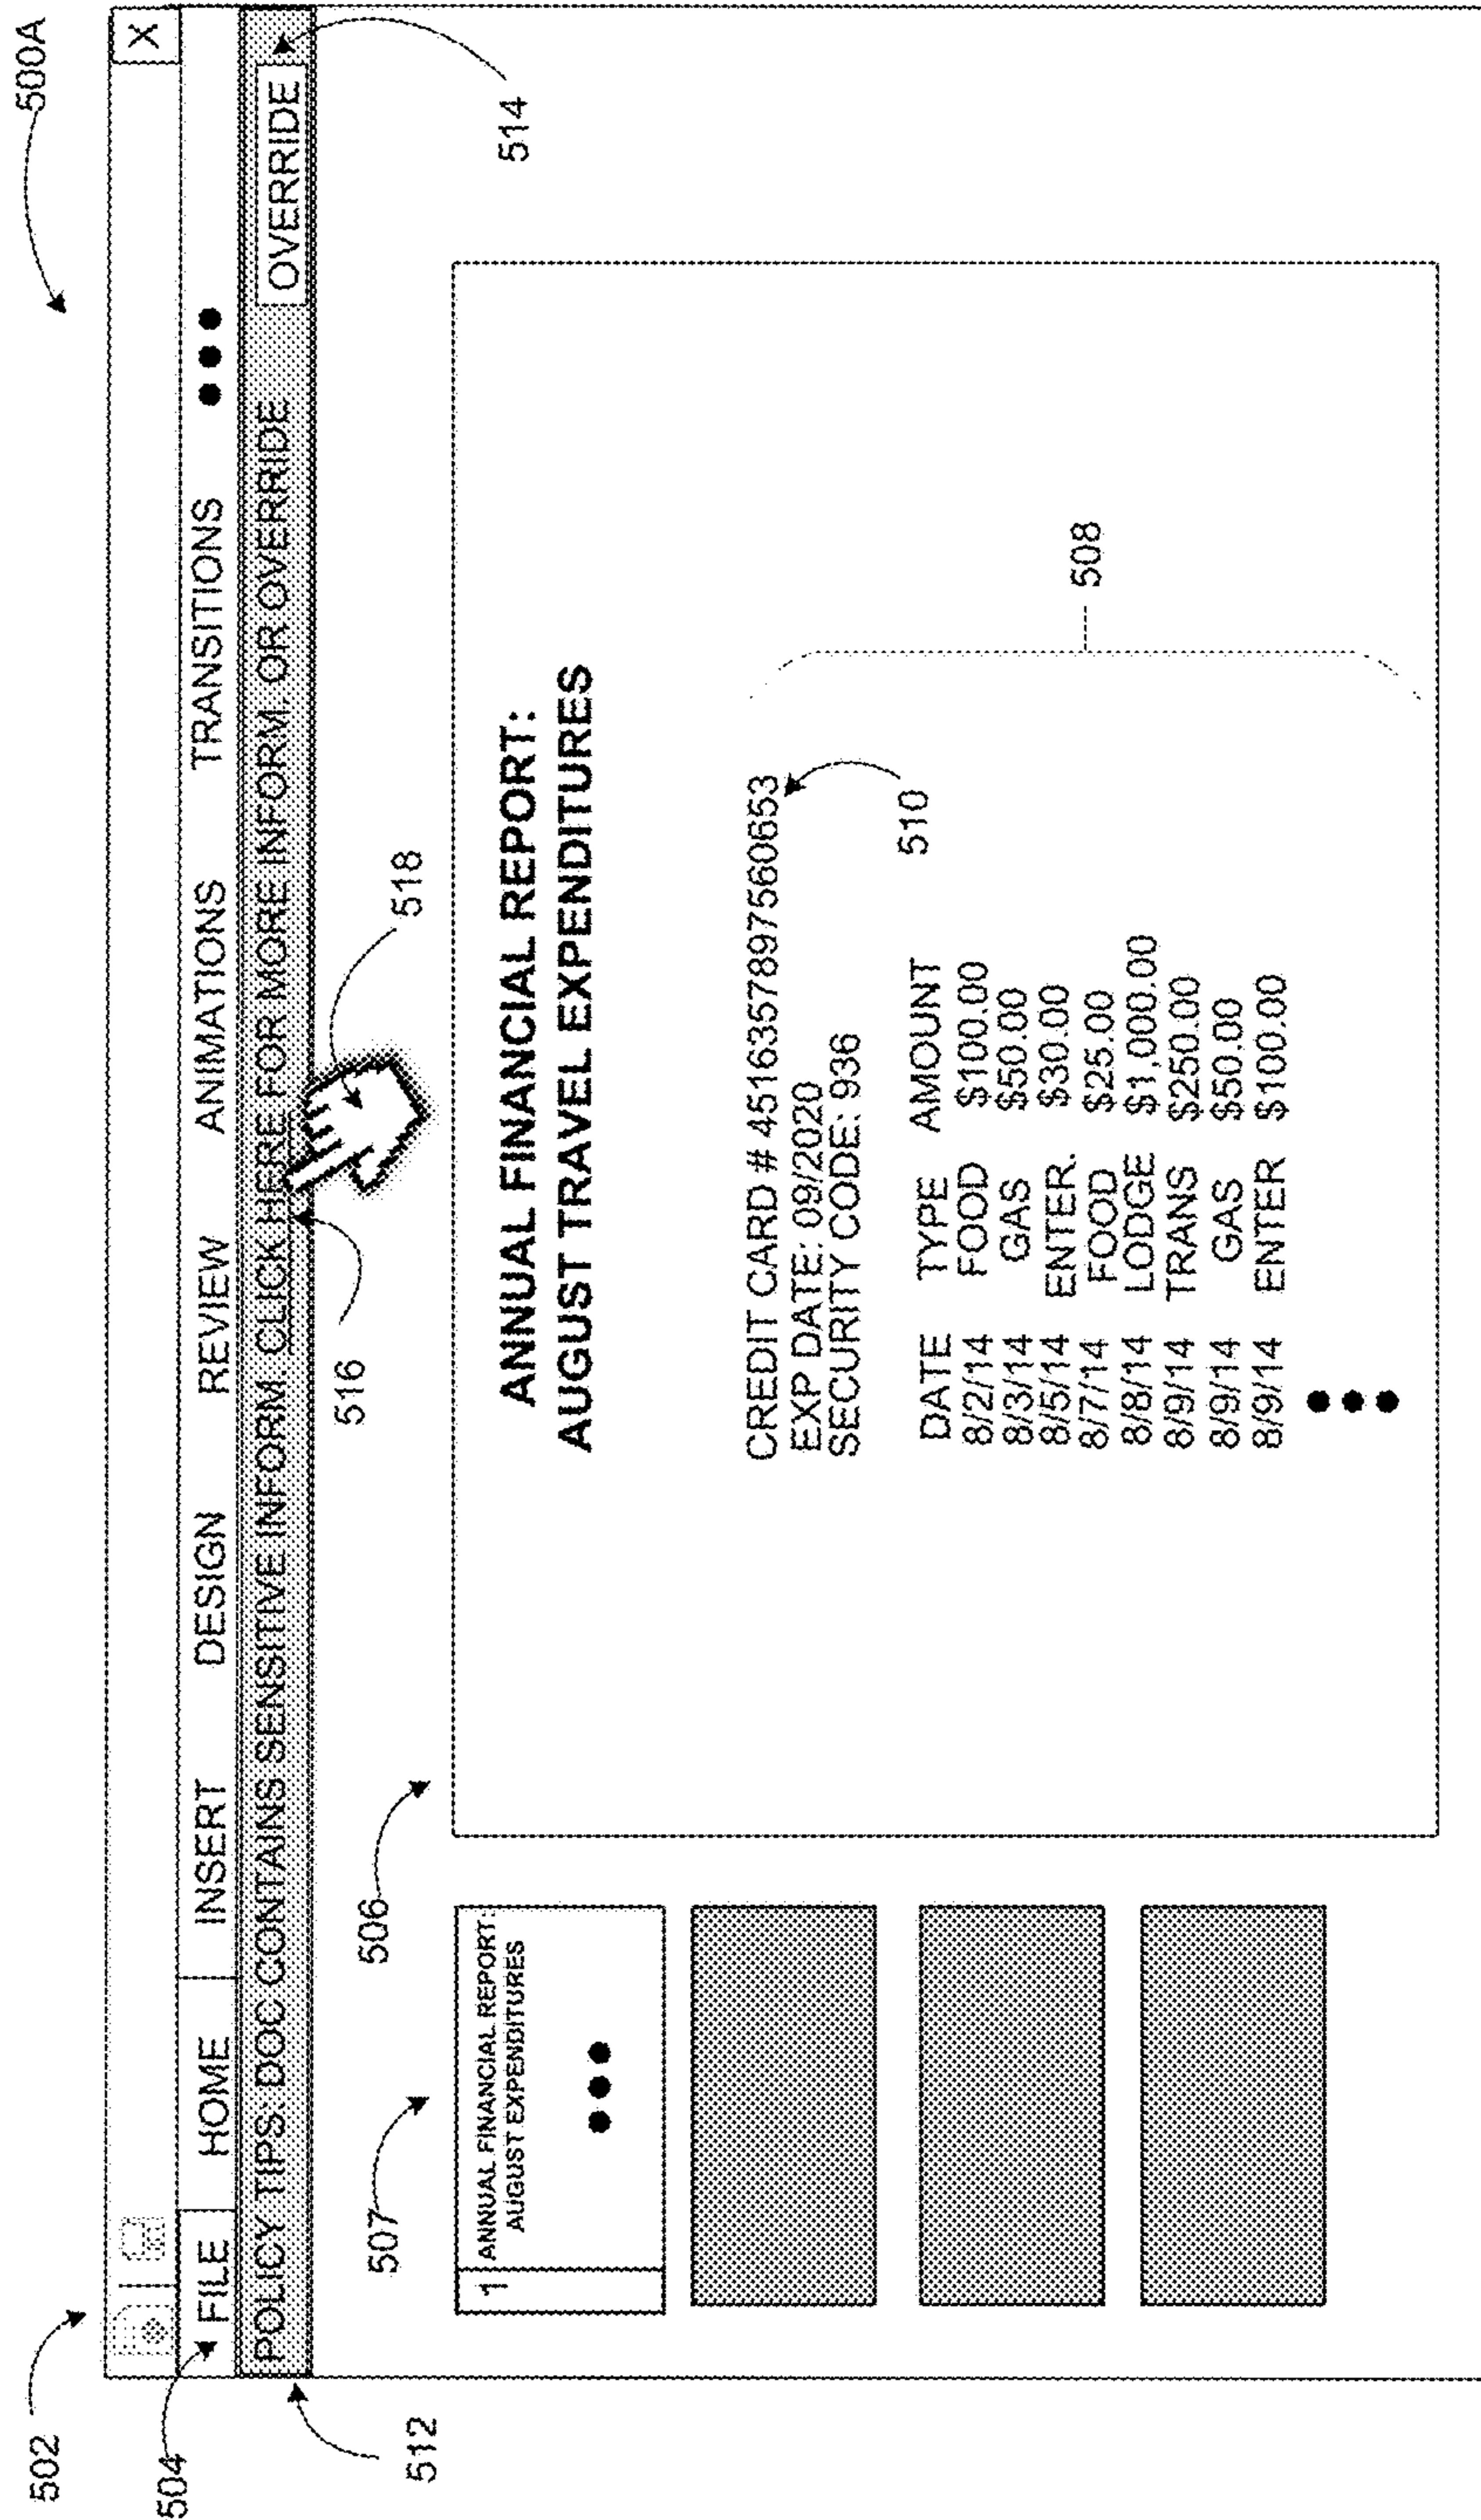 500A
502
X
504
FILE HOME INSERT DESIGN REVIEW ANIMATIONS TRANSITIONS
512
POLICY TIPS: DOC CONTAINS SENSITIVE INFORM. CLICK HERE FOR MORE INFORM. OR OVERRIDE
OVERRIDE
514
516
518
507
506
1
ANNUAL FINANCIAL REPORT:
AUGUST EXPENDITURES
ANNUAL FINANCIAL REPORT:
AUGUST TRAVEL EXPENDITURES
CREDIT CARD # 4516357897560653
EXP DATE: 09/2020
SECURITY CODE: 936
510
508
DATE TYPE AMOUNT
8/2/14 FOOD $100.00
8/3/14 GAS $50.00
8/5/14 ENTER. $30.00
8/7/14 FOOD $25.00
8/8/14 LODGE $1,000.00
8/9/14 TRANS $250.00
8/9/14 GAS $50.00
8/9/14 ENTER $100.00